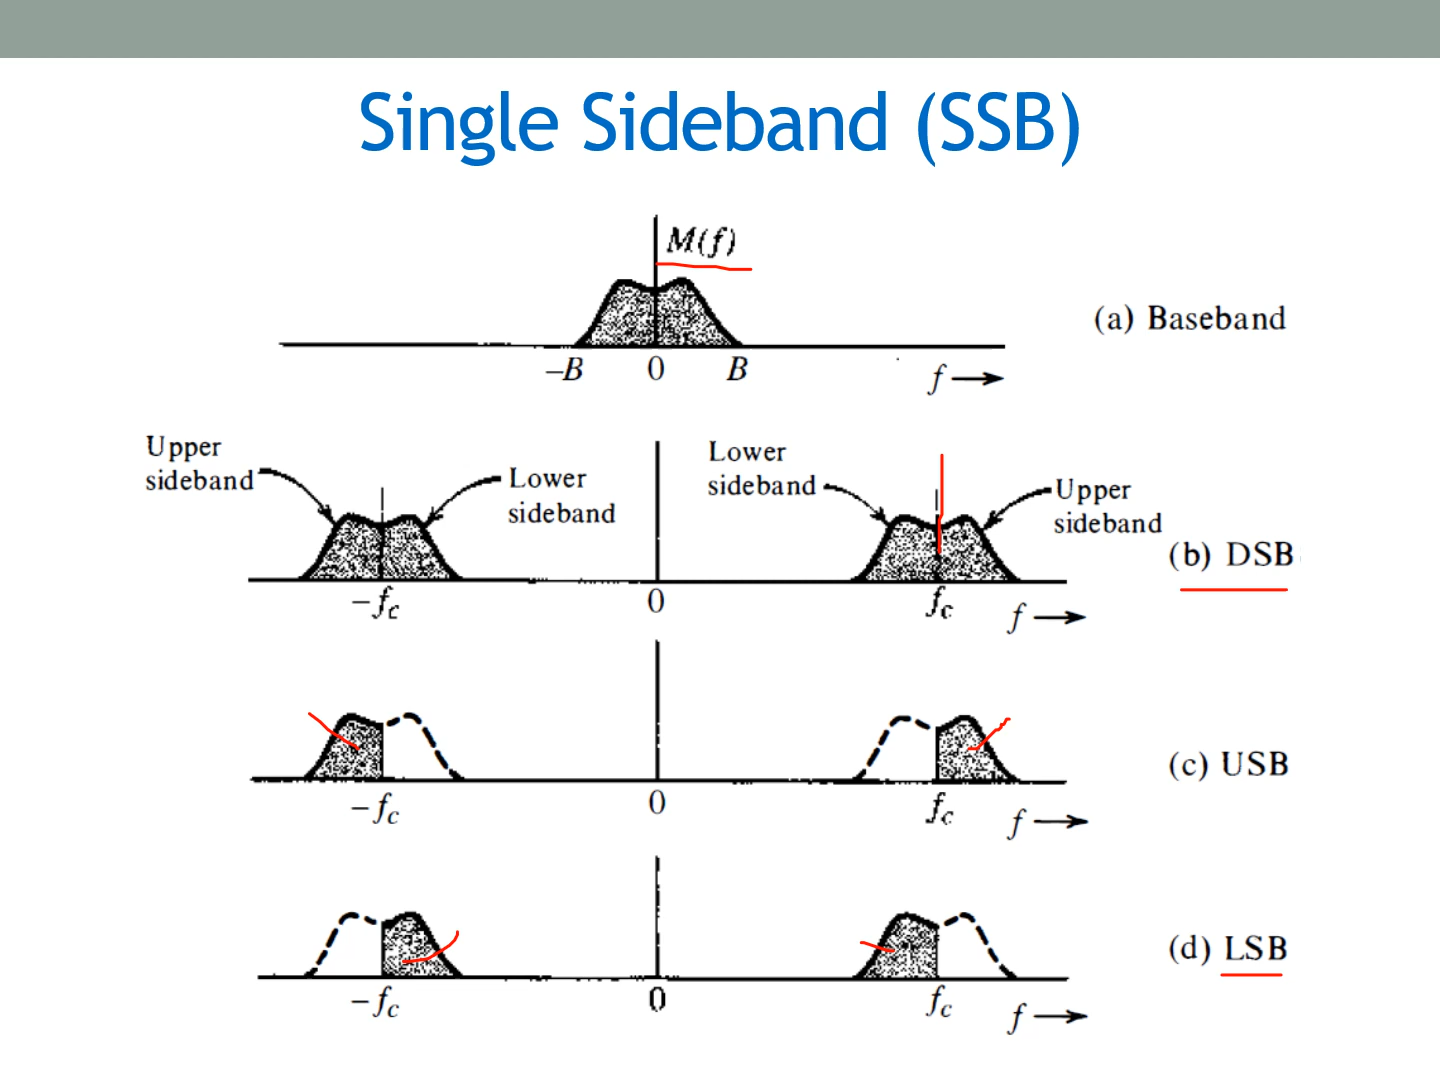 Single Sideband (SSB)
M(f)
(a) Baseband
–B 0 B f
Upper
sideband
Lower
sideband
Lower
sideband
Upper
sideband
(b) DSB
–fc 0 fc f
(c) USB
–fc 0 fc f
(d) LSB
–fc 0 fc f